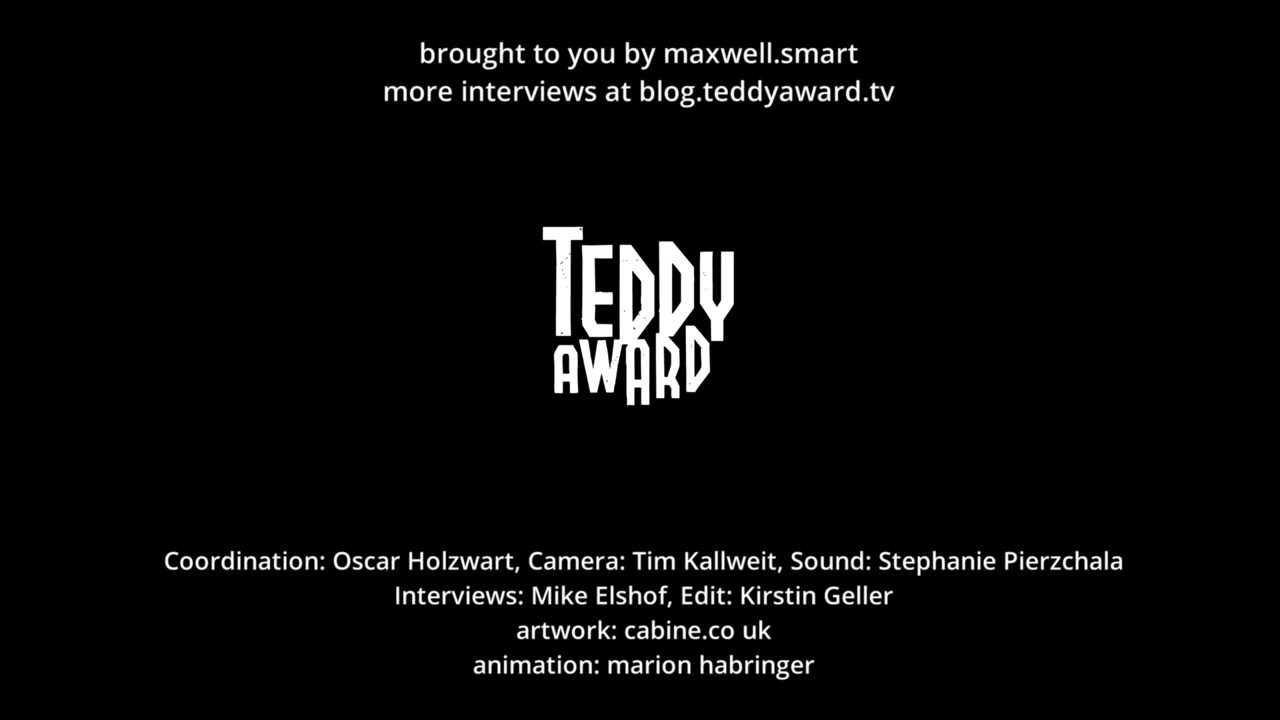 brought to you by maxwell.smart
more interviews at blog.teddyaward.tv
TEDDY
AWARD
Coordination: Oscar Holzwart, Camera: Tim Kallweit, Sound: Stephanie Pierzchala
Interviews: Mike Elshof, Edit: Kirstin Geller
artwork: cabine.co uk
animation: marion habringer